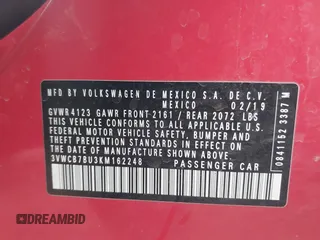 MFD BY VOLKSWAGEN DE MEXICO S.A. DE C.V.
MEXICO 02/19
GVWR 4123 GAWR FRONT 2161 / REAR 2072 LBS
THIS VEHICLE CONFORMS TO ALL APPLICABLE U.S.
FEDERAL MOTOR VEHICLE SAFETY, BUMPER AND
THEFT PREVENTION STANDARDS IN EFFECT ON THE
DATE OF MANUFACTURE SHOWN ABOVE.
3VWCB7BU3KM162248 PASSENGER CAR
0841152 3387 M
DREAMBID